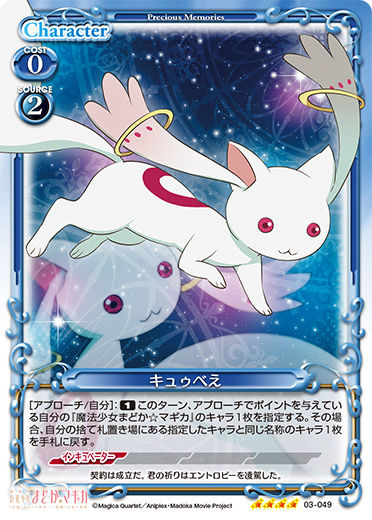 Precious Memories
Character
COST
0
SOURCE
2
キュゥべえ
[アプローチ/自分]：1このターン、アプローチでポイントを与えてい
る自分の『魔法少女まどか☆マギカ』のキャラ1枚を指定する。その場
合、自分の捨て札置き場にある指定したキャラと同じ名称のキャラ1枚
を手札に戻す。
インキュベーター
契約は成立だ。君の祈りはエントロピーを凌駕した。
まどか☆マギカ
©Magica Quartet／Aniplex・Madoka Movie Project
★★★★ 03-049